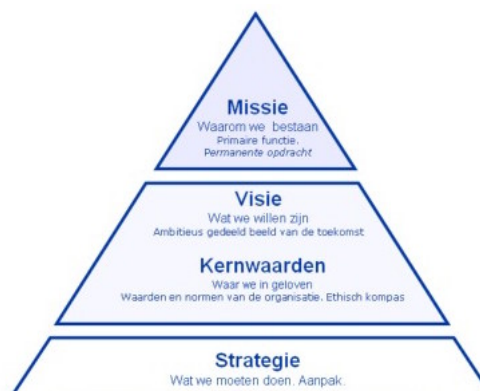 Missie
Waarom we bestaan
Primaire functie.
Permanente opdracht
Visie
Wat we willen zijn
Ambitieus gedeeld beeld van de toekomst
Kernwaarden
Waar we in geloven
Waarden en normen van de organisatie. Ethisch kompas
Strategie
Wat we moeten doen. Aanpak.